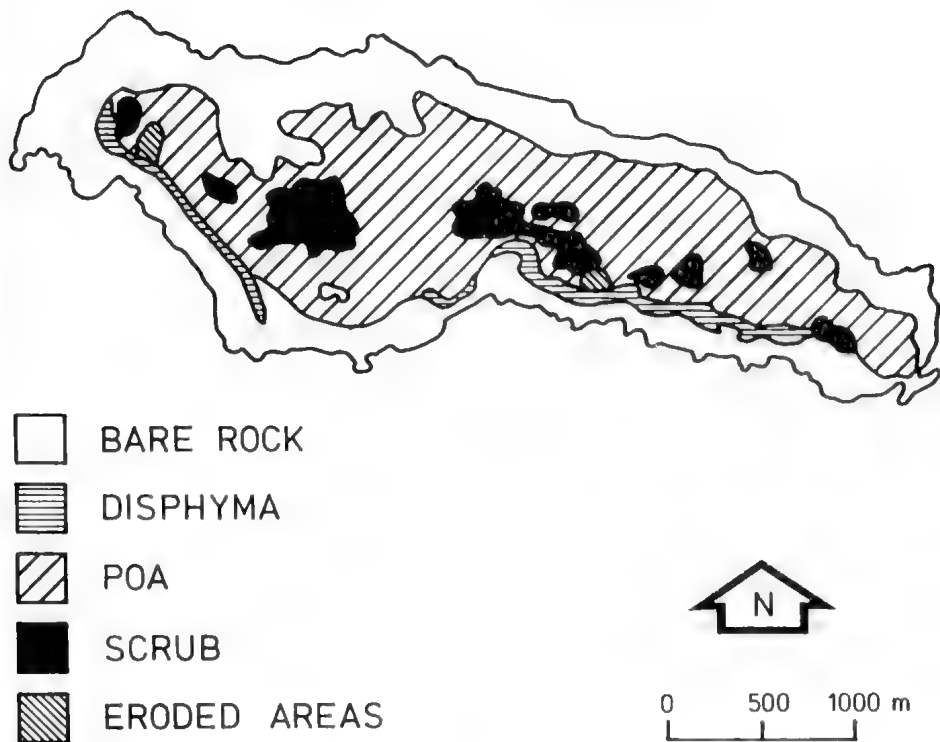 BARE ROCK
DISPHYMA
POA
SCRUB
ERODED AREAS
N
0 500 1000 m